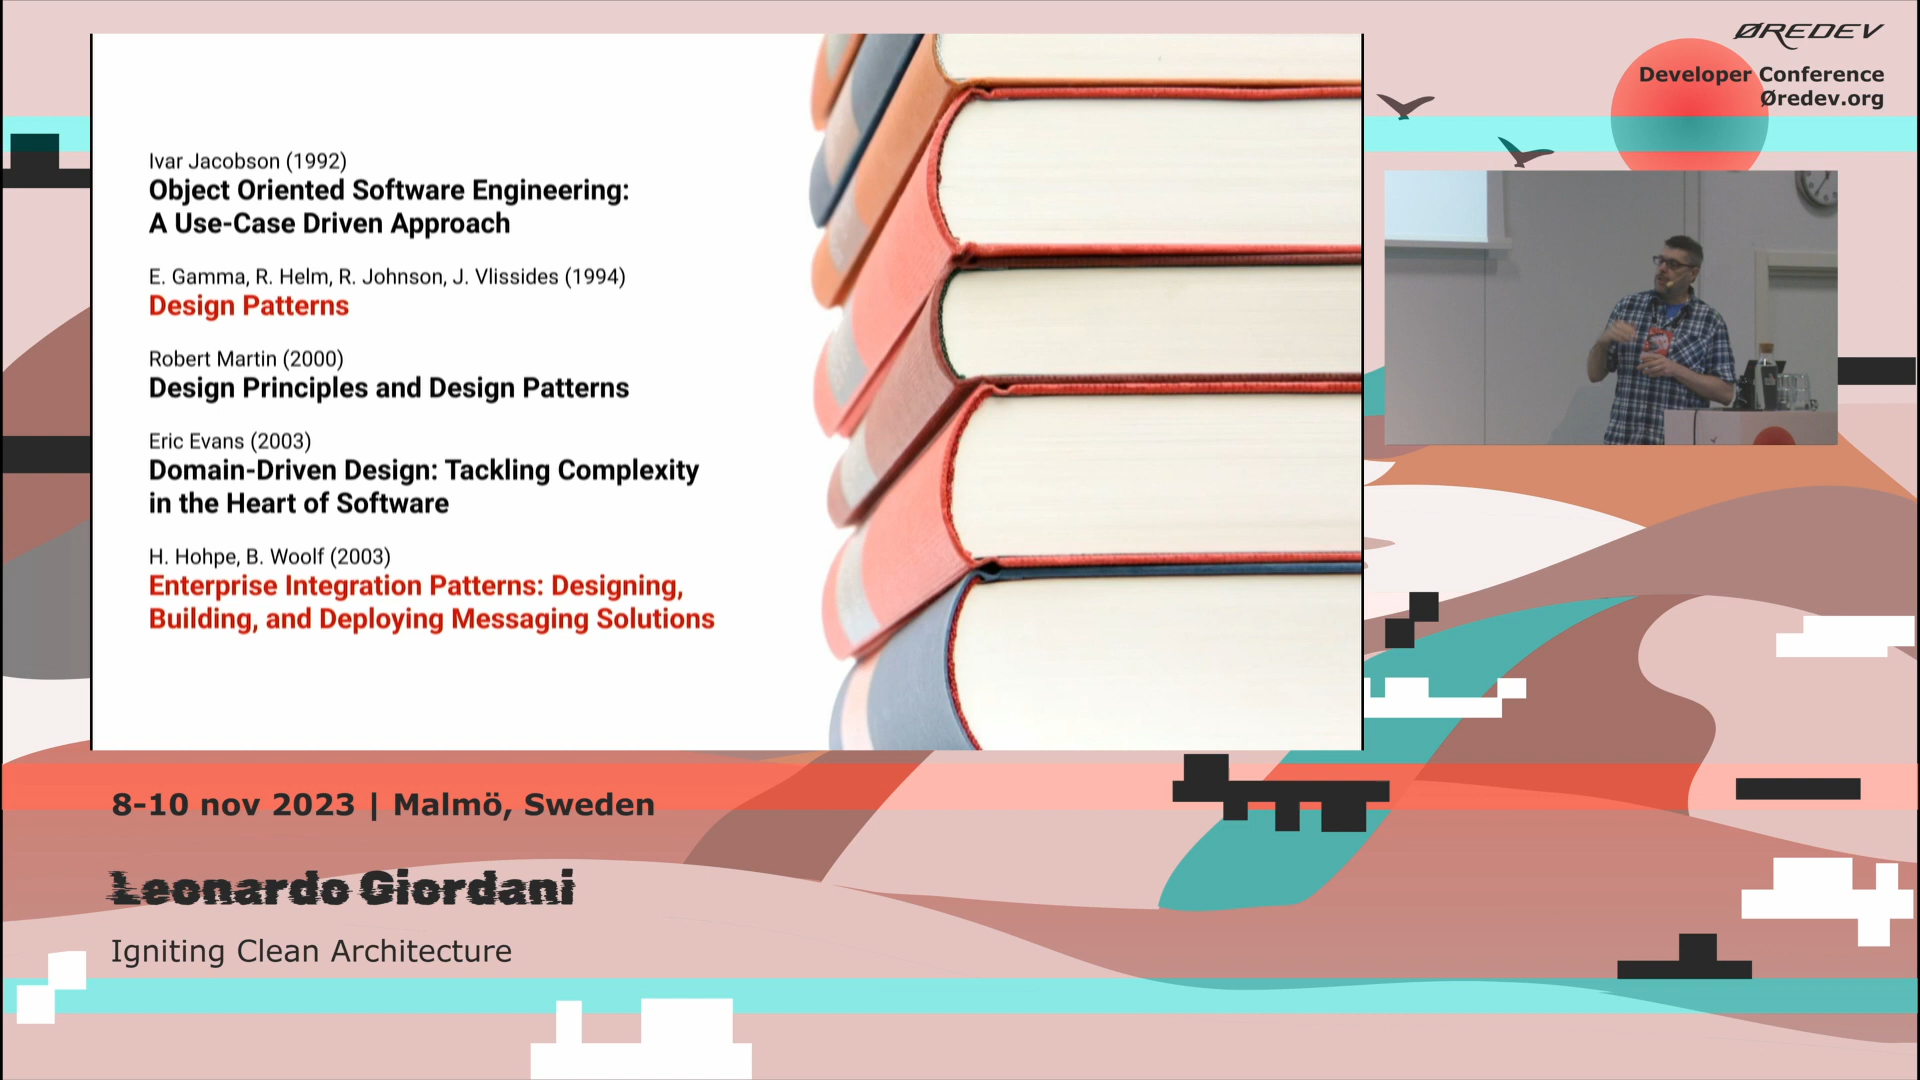 ØREDEV
Developer Conference
Øredev.org
Ivar Jacobson (1992)
Object Oriented Software Engineering:
A Use-Case Driven Approach
E. Gamma, R. Helm, R. Johnson, J. Vlissides (1994)
Design Patterns
Robert Martin (2000)
Design Principles and Design Patterns
Eric Evans (2003)
Domain-Driven Design: Tackling Complexity
in the Heart of Software
H. Hohpe, B. Woolf (2003)
Enterprise Integration Patterns: Designing,
Building, and Deploying Messaging Solutions
8-10 nov 2023 | Malmö, Sweden
Leonardo Giordani
Igniting Clean Architecture